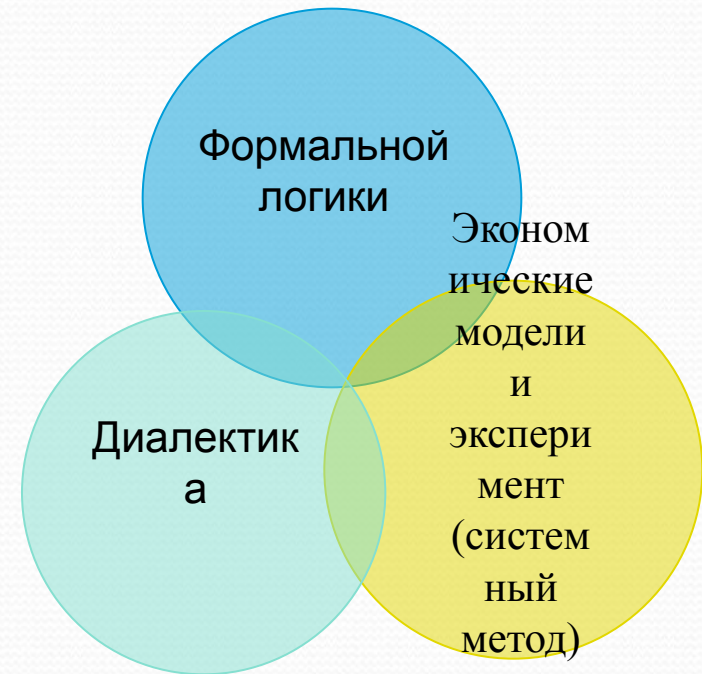 Формальной
логики
Эконом
ические
модели
и
экспери
мент
(систем
ный
метод)
Диалектик
а